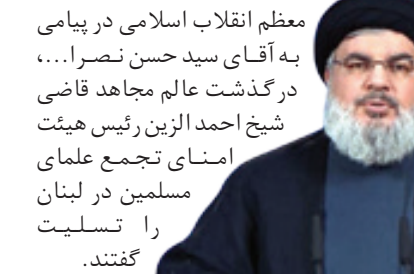 معظم انقلاب اسلامی در پیامی
به آقای سید حسن نصرا...،
درگذشت عالم مجاهد قاضی
شیخ احمد الزین رئیس هیئت
امنای تجمع علمای
مسلمین در لبنان
را تسلیت
گفتند.